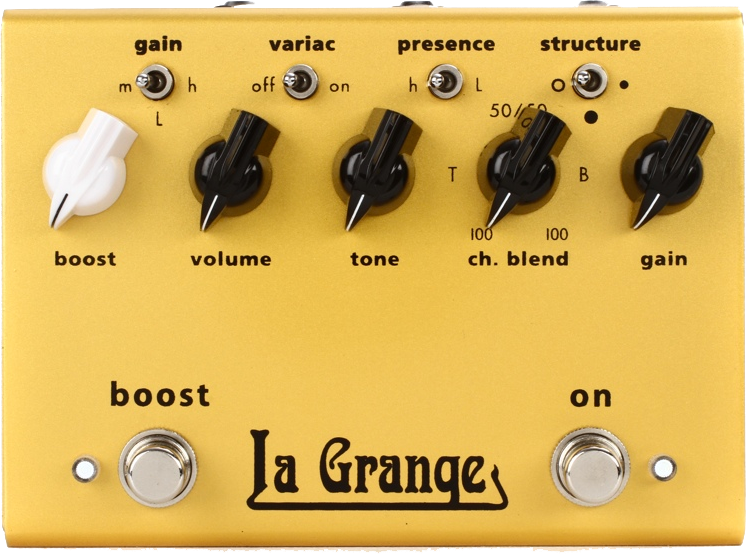 gain variac presence structure
m h off on h L
L
50/50
T B
100 100
boost volume tone ch. blend gain
boost on
La Grange